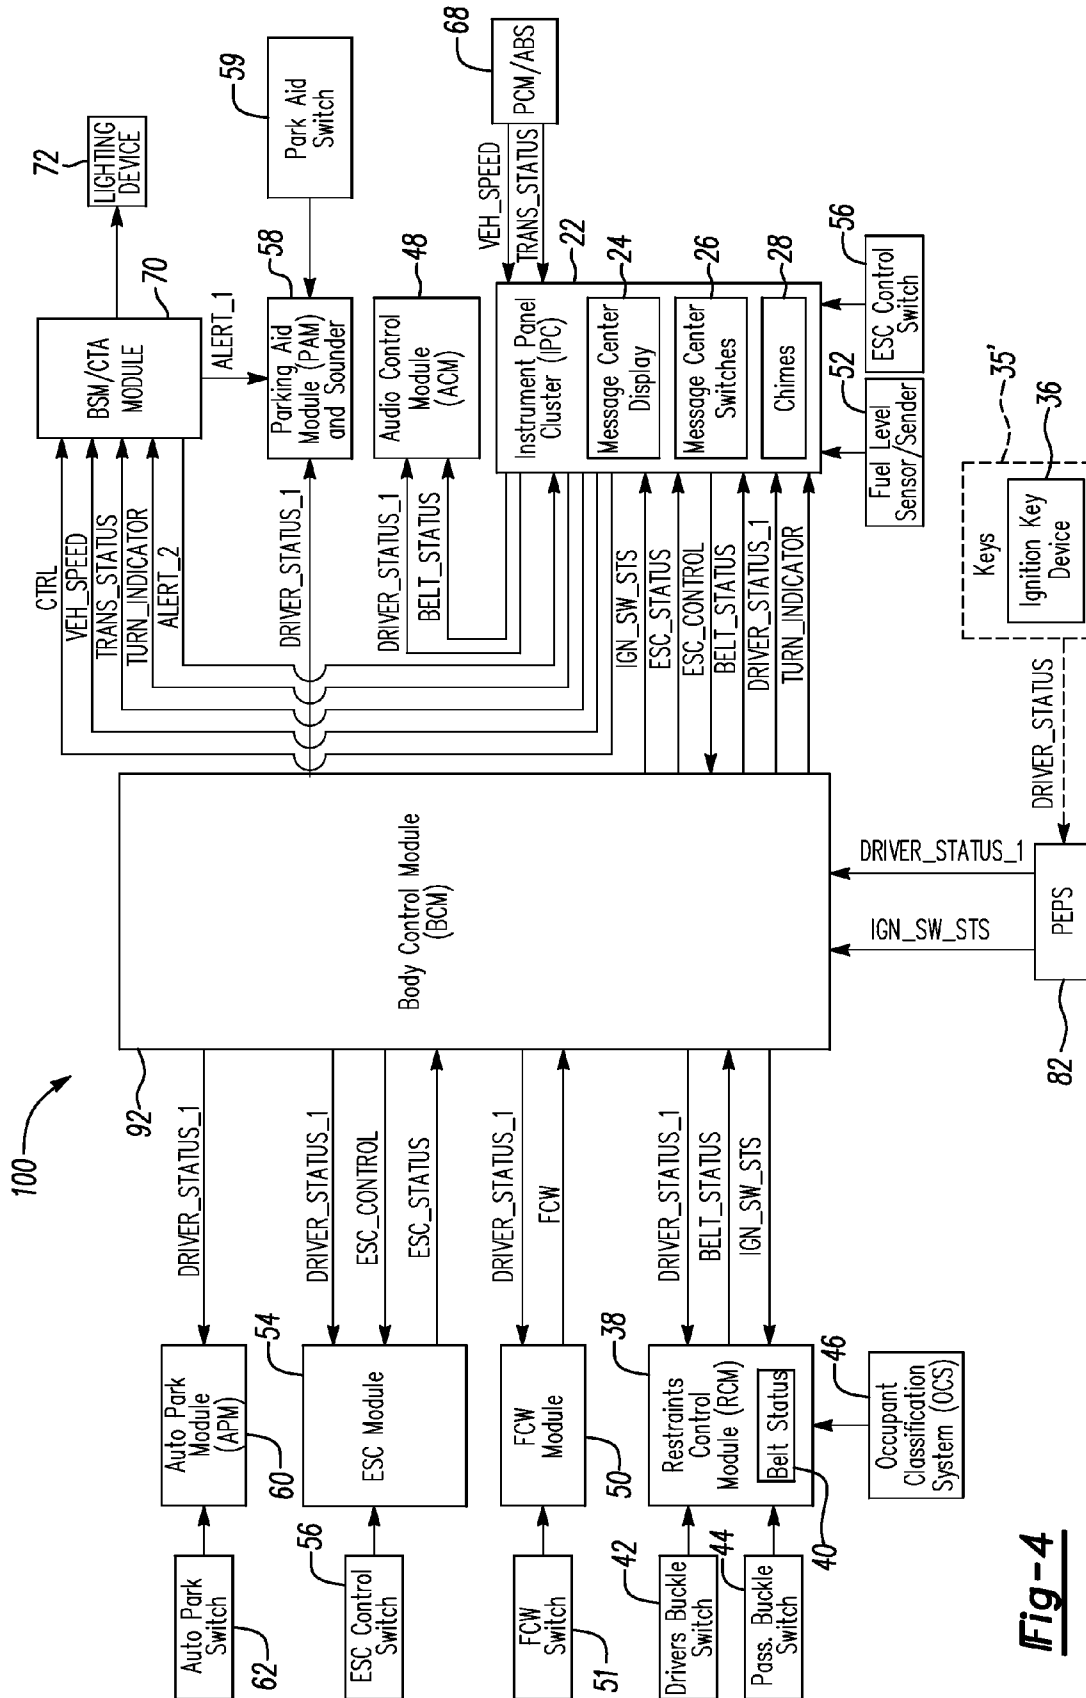 100
92
Body Control Module
(BCM)
Auto Park
Switch
62
Auto Park
Module
(APM)
60
DRIVER_STATUS_1
ESC Control
Switch
56
ESC Module
54
DRIVER_STATUS_1
ESC_CONTROL
ESC_STATUS
FCW Switch
51
FCW
Module
50
DRIVER_STATUS_1
FCW
Drivers Buckle
Switch
42
Pass. Buckle
Switch
44
Restraints
Control
Module (RCM)
Belt Status
38
40
DRIVER_STATUS_1
BELT_STATUS
IGN_SW_STS
Occupant
Classification
System (OCS)
46
CTRL
VEH_SPEED
TRANS_STATUS
TURN_INDICATOR
ALERT_2
BSM/CTA
MODULE
70
LIGHTING
DEVICE
72
ALERT_1
DRIVER_STATUS_1
Parking Aid
Module (PAM)
and Sounder
58
Park Aid
Switch
59
DRIVER_STATUS_1
BELT_STATUS
Audio Control
Module
(ACM)
48
PCM/ABS
68
VEH_SPEED
TRANS_STATUS
Instrument Panel
Cluster (IPC)
22
Message Center
Display
24
Message Center
Switches
26
Chimes
28
IGN_SW_STS
ESC_STATUS
ESC_CONTROL
BELT_STATUS
DRIVER_STATUS_1
TURN_INDICATOR
Fuel Level
Sensor/Sender
52
ESC Control
Switch
56
Keys
35'
Ignition Key
Device
36
DRIVER_STATUS
PEPS
82
IGN_SW_STS
DRIVER_STATUS_1
Fig-4